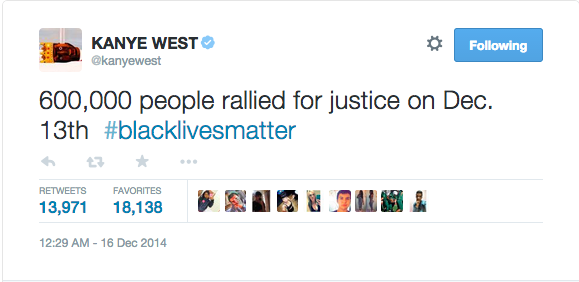 KANYE WEST
@kanyewest
Following
600,000 people rallied for justice on Dec.
13th #blacklivesmatter
RETWEETS FAVORITES
13,971 18,138
12:29 AM - 16 Dec 2014